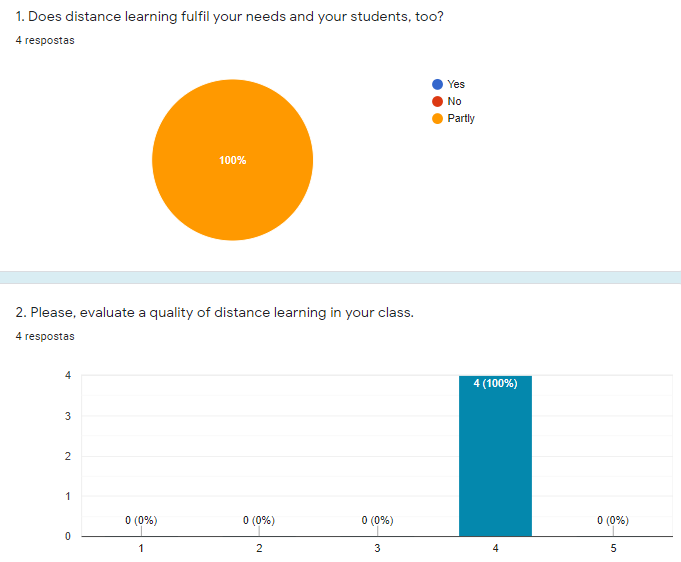 1. Does distance learning fulfil your needs and your students, too?
4 respostas
100%
Yes
No
Partly
2. Please, evaluate a quality of distance learning in your class.
4 respostas
4
3
2
1
0
0 (0%)
0 (0%)
0 (0%)
4 (100%)
0 (0%)
1
2
3
4
5